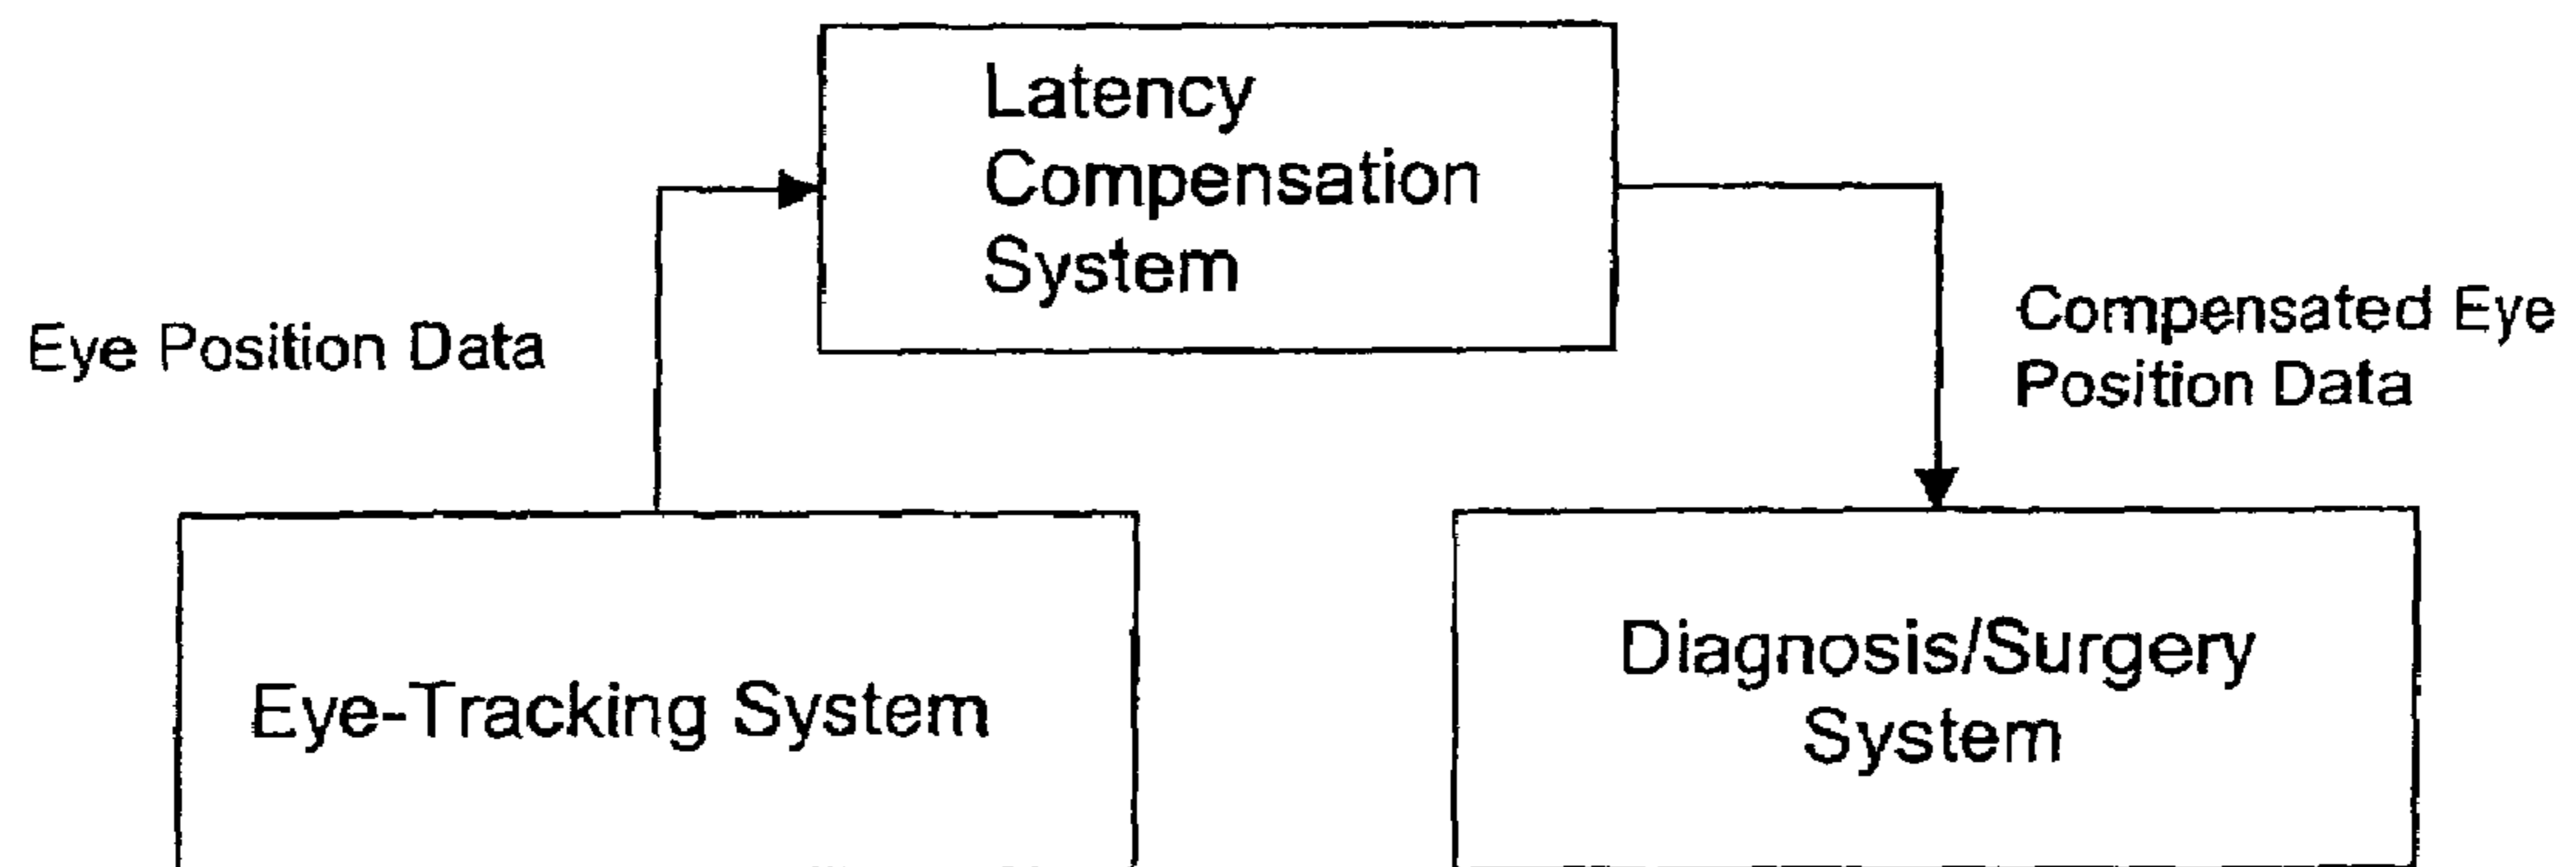 Latency
Compensation
System
Eye Position Data
Compensated Eye
Position Data
Eye-Tracking System
Diagnosis/Surgery
System